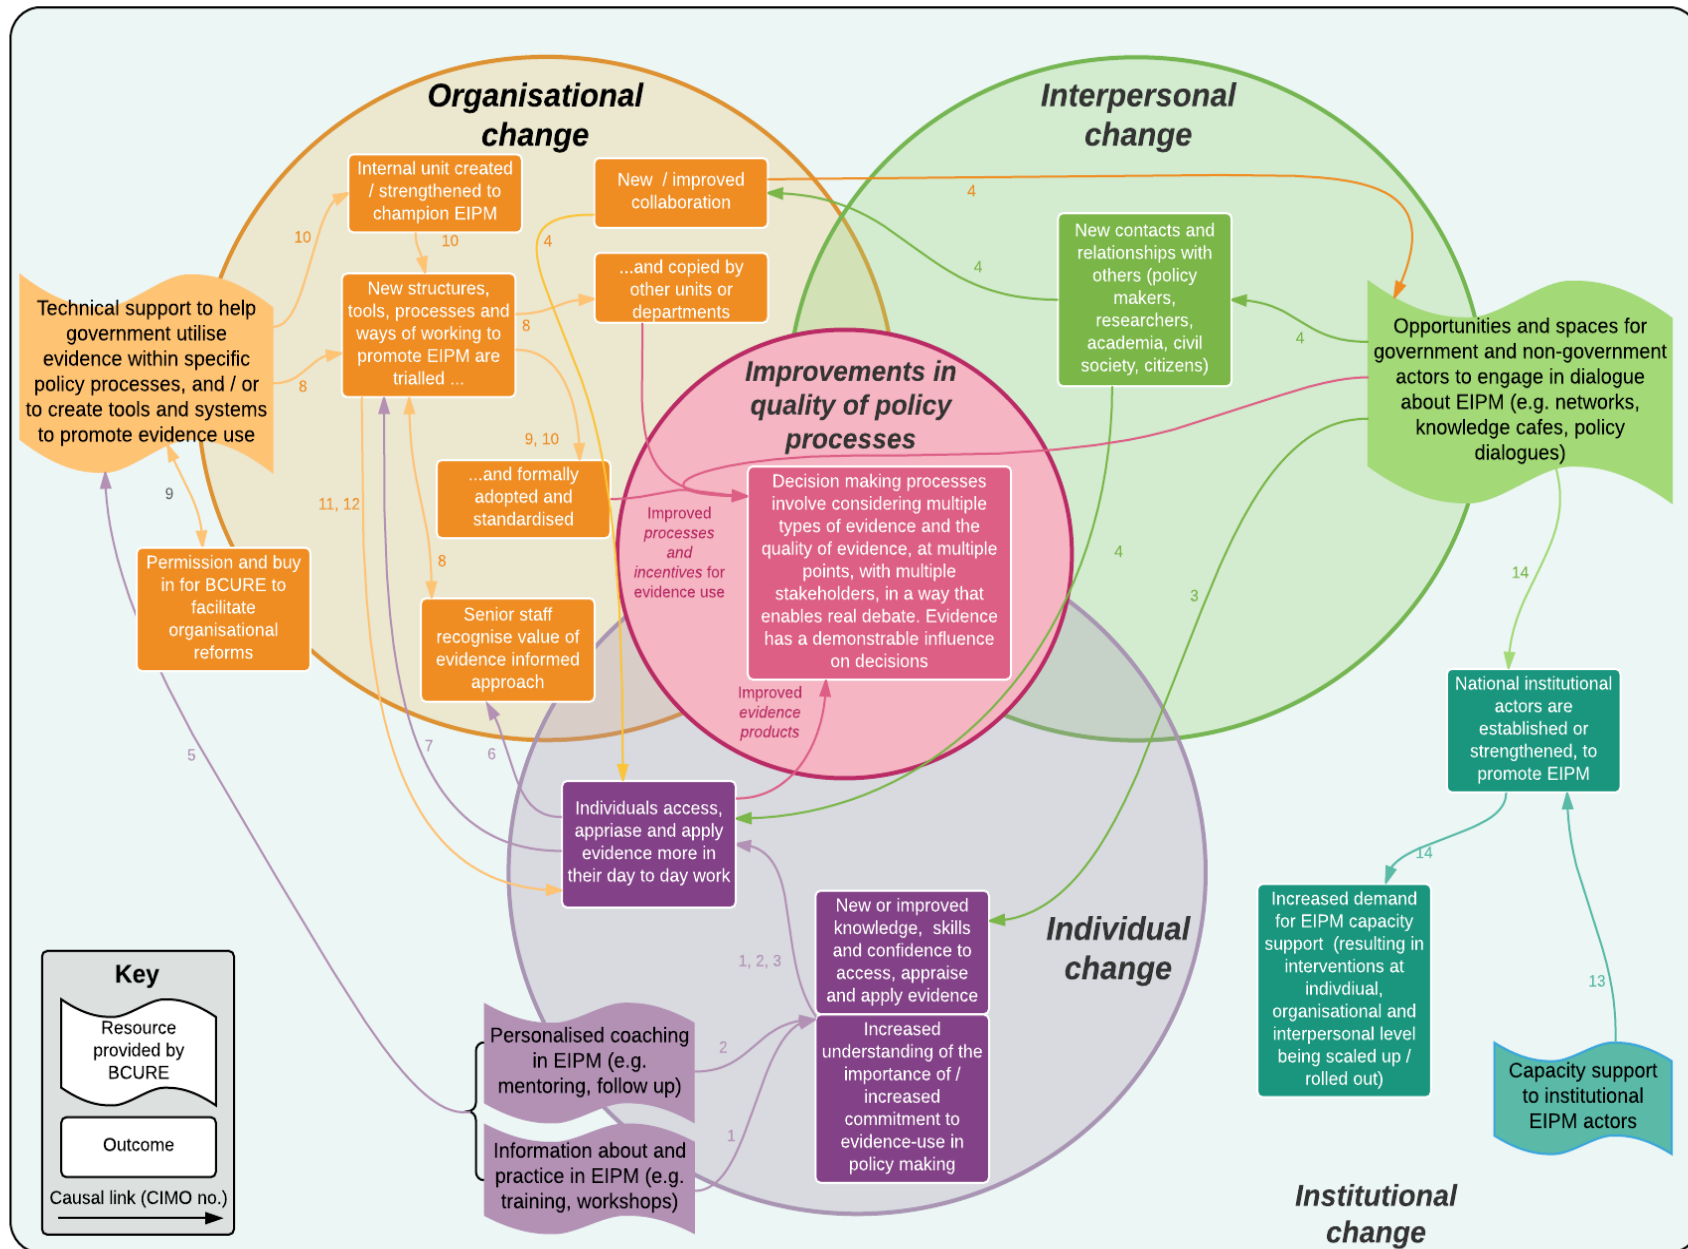 Organisational
change
Interpersonal
change
Internal unit created
/ strengthened to
champion EIPM
New / improved
collaboration
4
10
10
4
4
New contacts and
relationships with
others (policy
makers,
researchers,
academia, civil
society, citizens)
...and copied by
other units or
departments
New structures,
tools, processes and
ways of working to
promote EIPM are
trialled ...
8
8
4
Technical support to help
government utilise
evidence within specific
policy processes, and / or
to create tools and systems
to promote evidence use
Opportunities and spaces for
government and non-government
actors to engage in dialogue
about EIPM (e.g. networks,
knowledge cafes, policy
dialogues)
Improvements in
quality of policy
processes
9, 10
...and formally
adopted and
standardised
9
11, 12
Improved
processes and
incentives for
evidence use
Decision making processes
involve considering multiple
types of evidence and the
quality of evidence, at multiple
points, with multiple
stakeholders, in a way that
enables real debate. Evidence
has a demonstrable influence
on decisions
Permission and buy
in for BCURE to
facilitate
organisational
reforms
8
4
3
14
Senior staff
recognise value of
evidence informed
approach
Improved
evidence
products
National institutional
actors are
established or
strengthened, to
promote EIPM
5
7
6
Individuals access,
appriase and apply
evidence more in
their day to day work
14
New or improved
knowledge, skills
and confidence to
access, appraise
and apply evidence
Individual
change
Increased demand
for EIPM capacity
support (resulting in
interventions at
indivdiual,
organisational and
interpersonal level
being scaled up /
rolled out)
1, 2, 3
13
Key
Resource
provided by
BCURE
Outcome
Causal link (CIMO no.)
Personalised coaching
in EIPM (e.g.
mentoring, follow up)
2
Increased
understanding of the
importance of /
increased
commitment to
evidence-use in
policy making
Information about and
practice in EIPM (e.g.
training, workshops)
1
Capacity support
to institutional
EIPM actors
Institutional
change